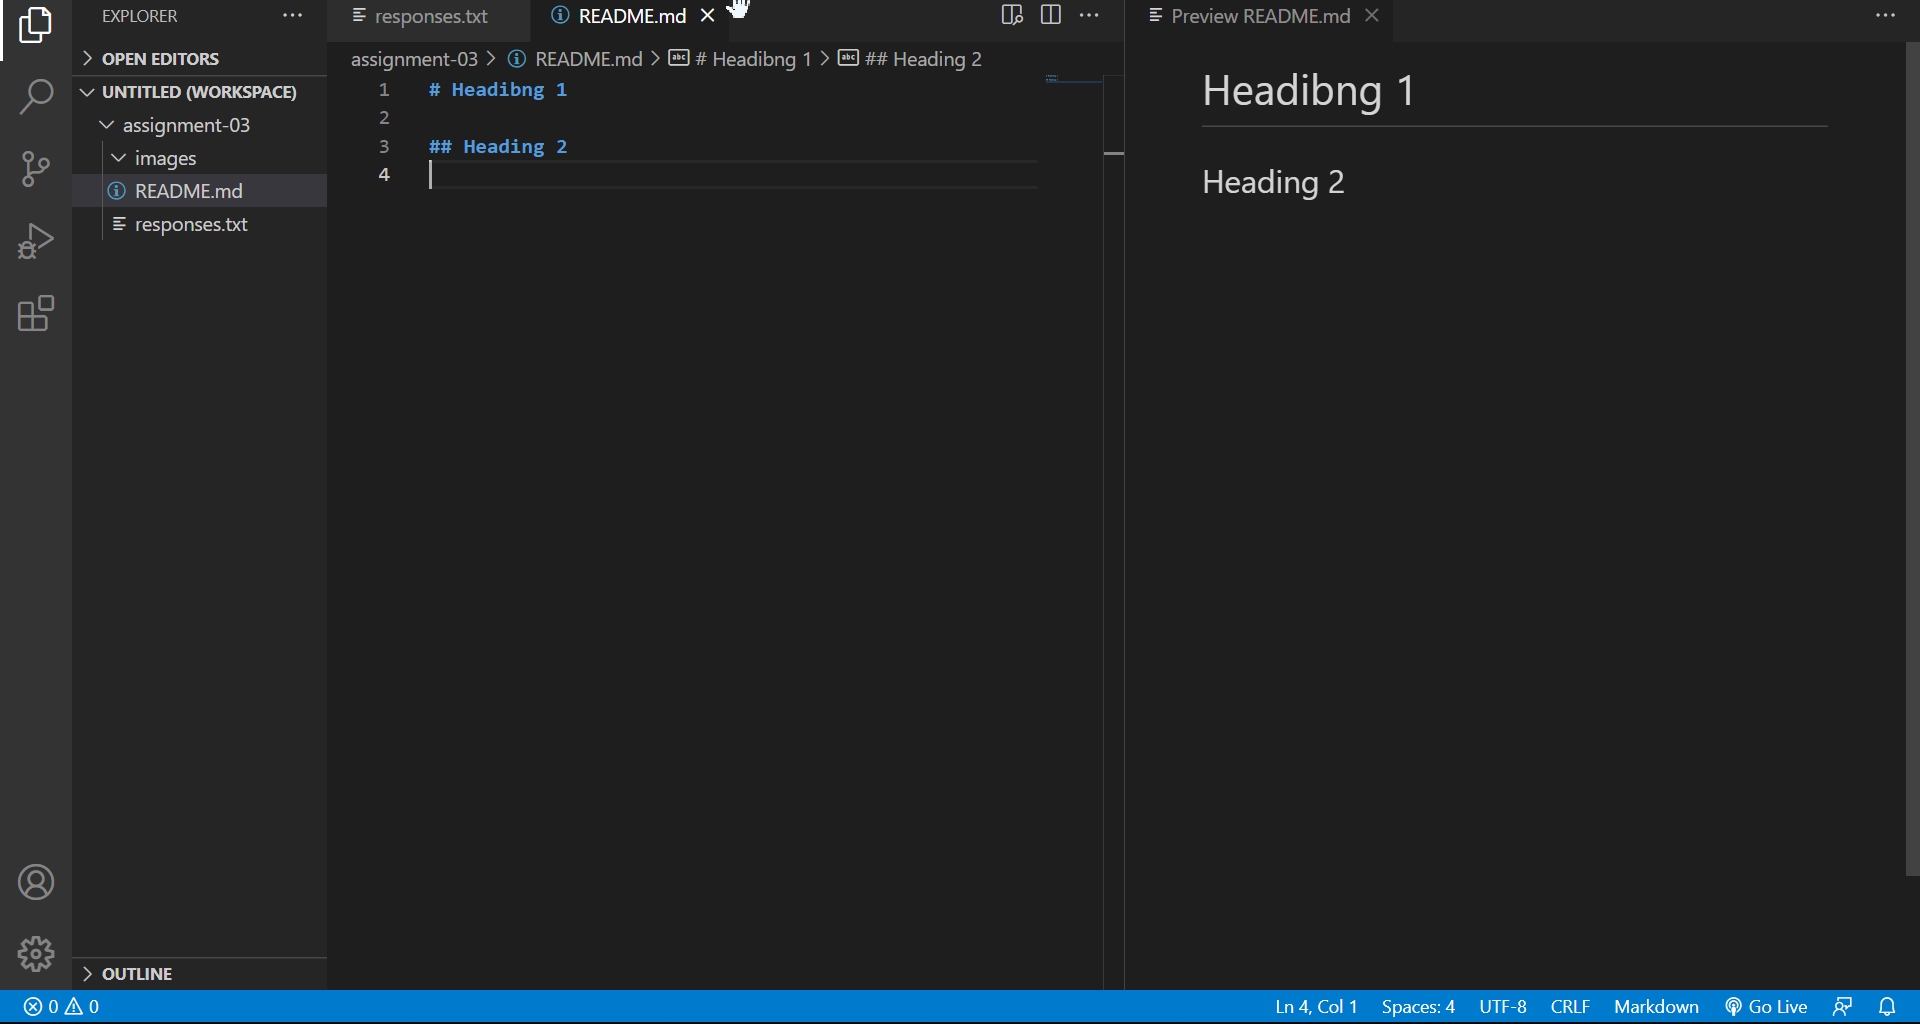 EXPLORER
OPEN EDITORS
UNTITLED (WORKSPACE)
assignment-03
images
README.md
responses.txt
OUTLINE
responses.txt
README.md
assignment-03 > README.md > # Headibng 1 > ## Heading 2
1 # Headibng 1
2
3 ## Heading 2
4
Preview README.md
Headibng 1
Heading 2
0 0
Ln 4, Col 1 Spaces: 4 UTF-8 CRLF Markdown Go Live